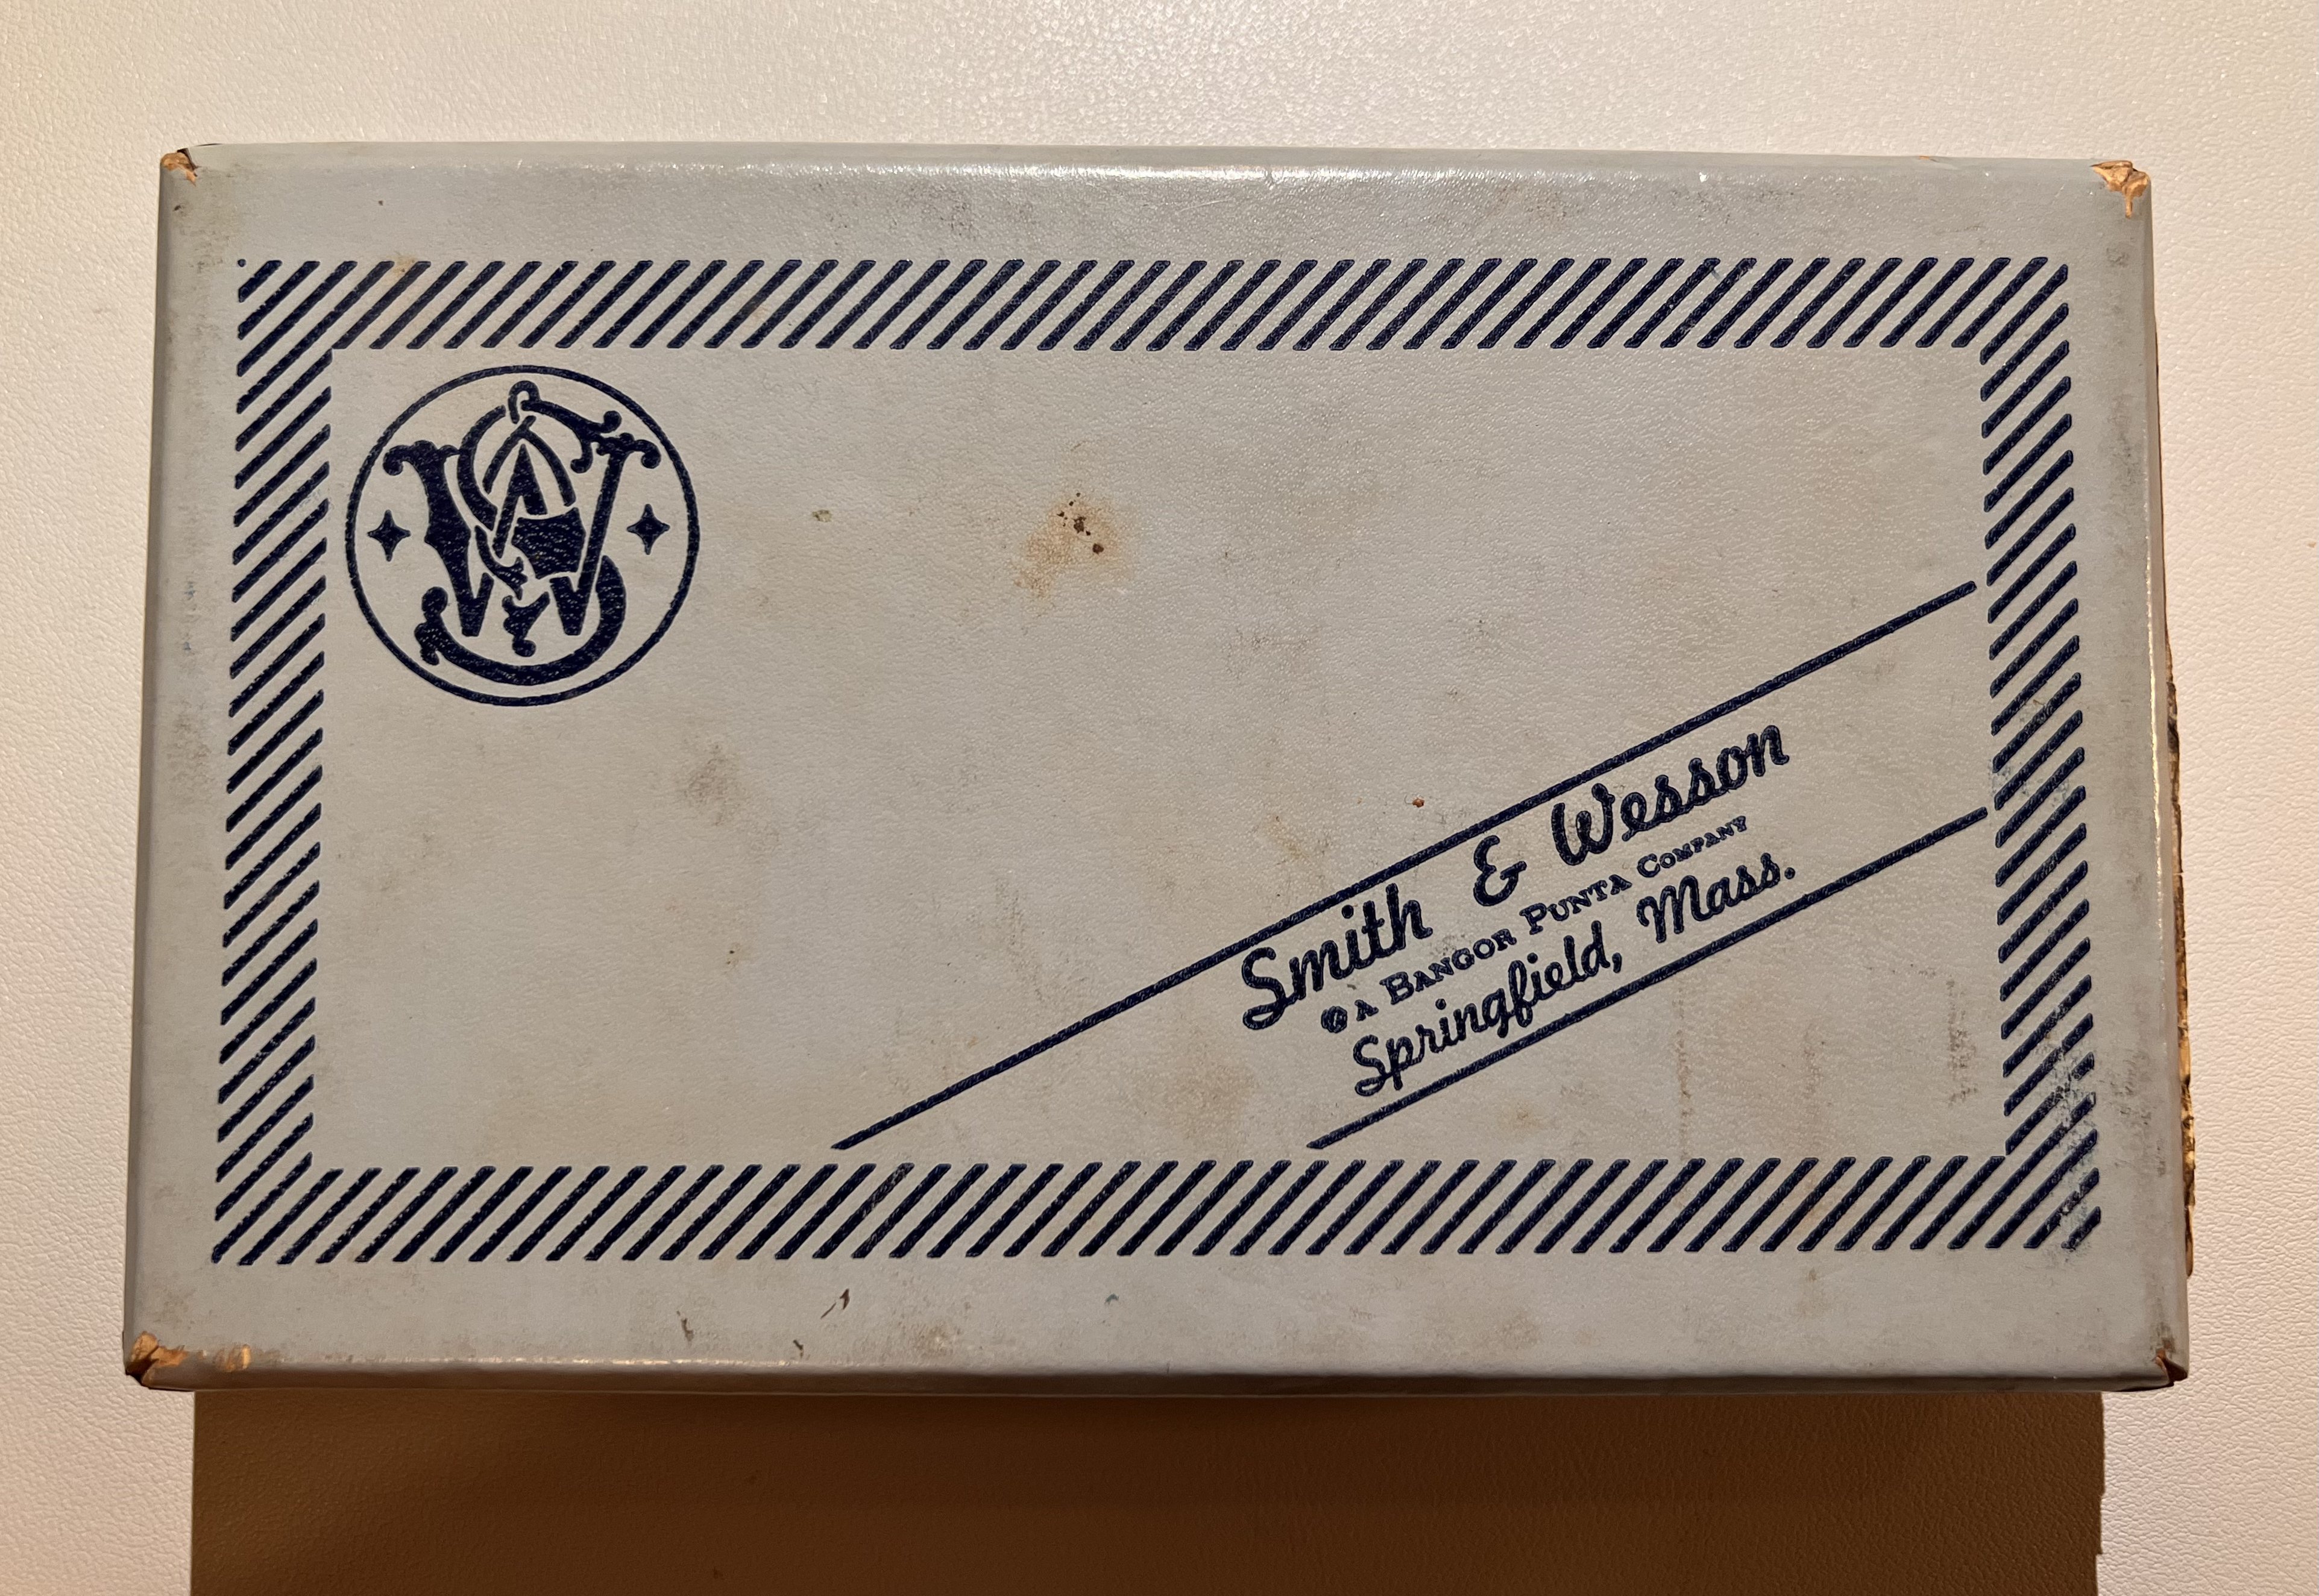 Smith & Wesson
A BANGOR PUNTA COMPANY
Springfield, Mass.